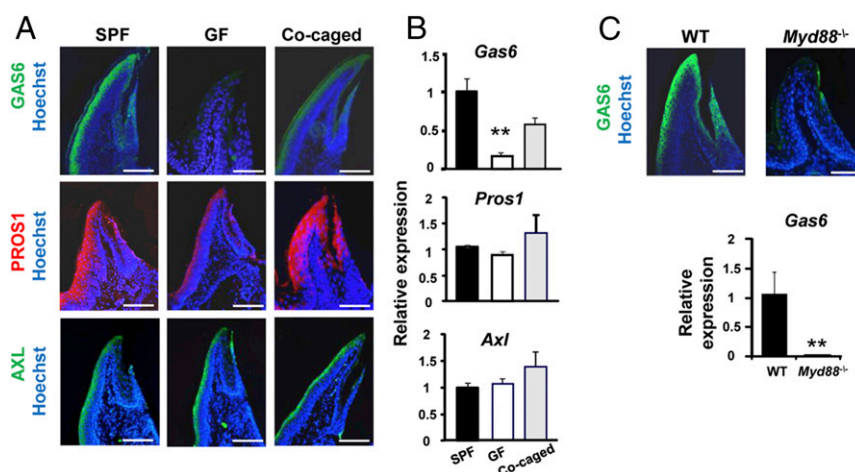 A
SPF GF Co-caged
GAS6
Hoechst
PROS1
Hoechst
AXL
Hoechst
B
Relative expression
Gas6
1.5
1
0.5
0
**
Pros1
2
1.5
1
0.5
0
Axl
2
1.5
1
0.5
0
SPF GF Co-caged
C
WT Myd88-/-
GAS6
Hoechst
Gas6
Relative
expression
2
1.5
1
0.5
0
**
WT Myd88-/-